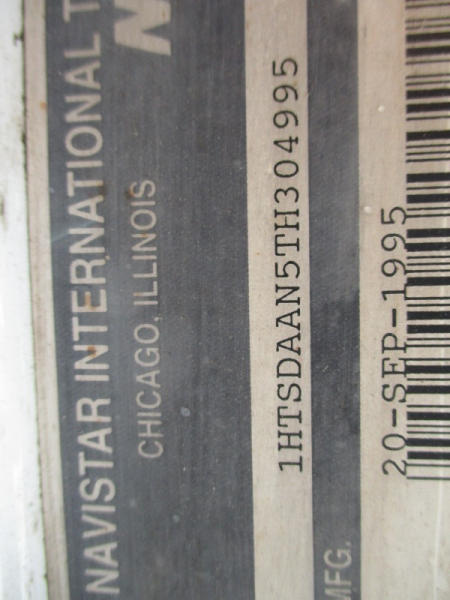 NAVISTAR INTERNATIONAL T
CHICAGO, ILLINOIS
1HTSDAAN5TH304995
MFG.
20-SEP-1995